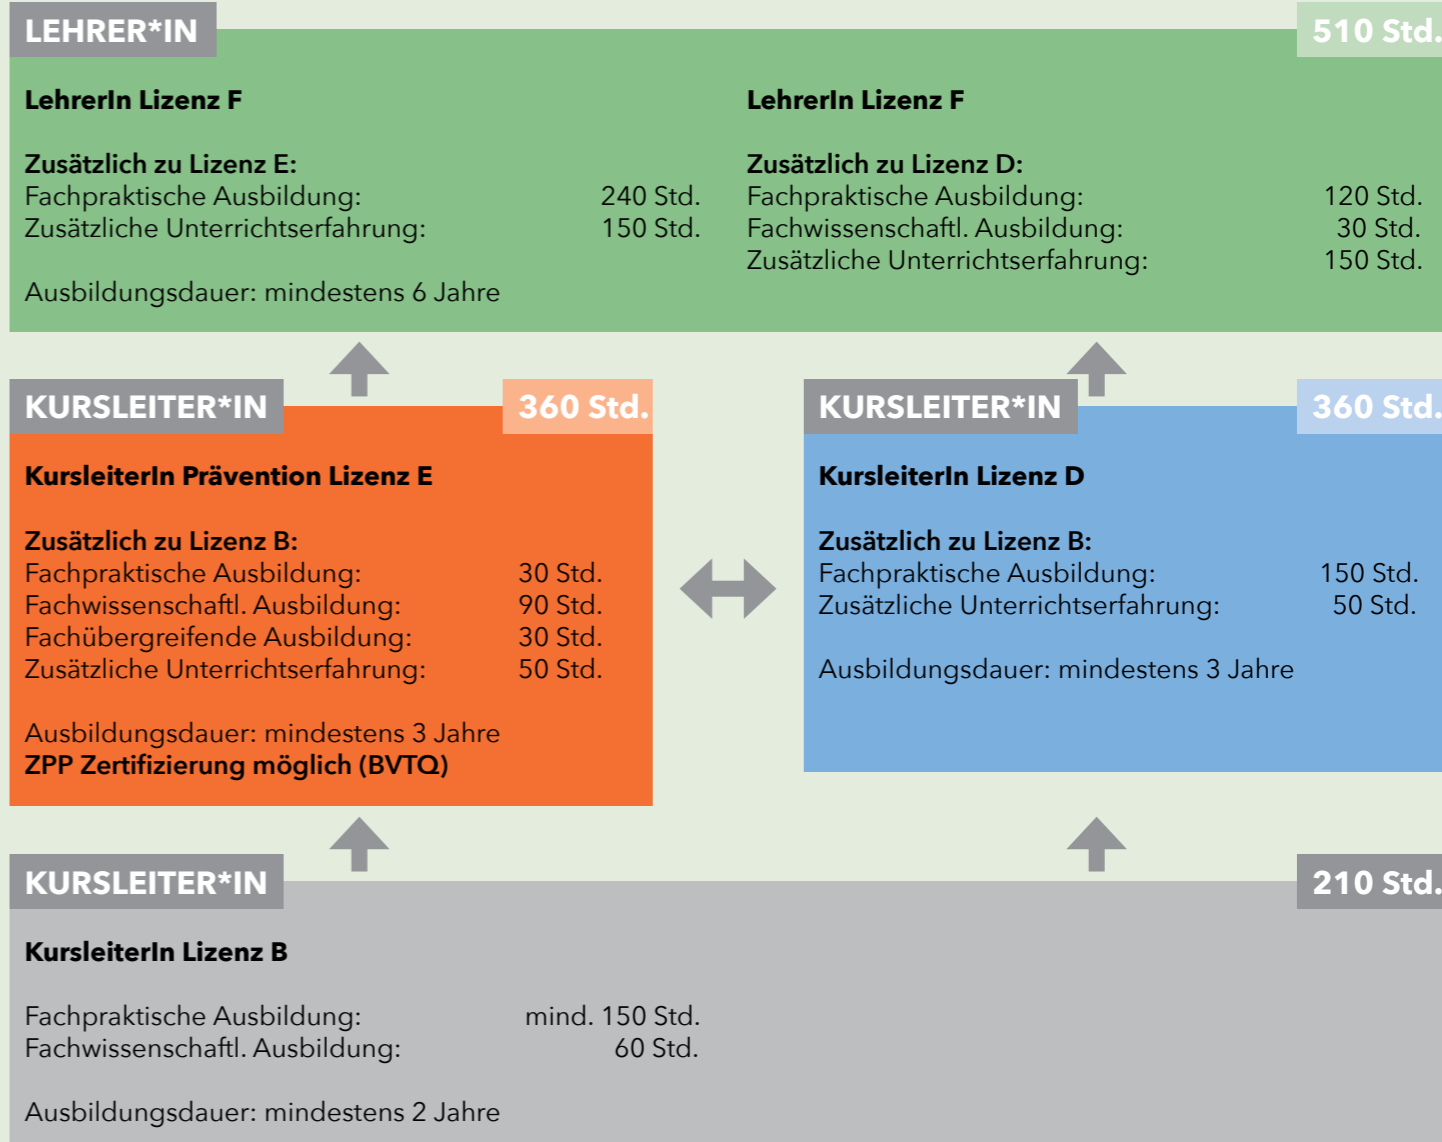 LEHRER*IN 510 Std.
LehrerIn Lizenz F
Zusätzlich zu Lizenz E:
Fachpraktische Ausbildung: 240 Std.
Zusätzliche Unterrichtserfahrung: 150 Std.
Ausbildungsdauer: mindestens 6 Jahre
LehrerIn Lizenz F
Zusätzlich zu Lizenz D:
Fachpraktische Ausbildung: 120 Std.
Fachwissenschaftl. Ausbildung: 30 Std.
Zusätzliche Unterrichtserfahrung: 150 Std.
KURSLEITER*IN 360 Std.
KursleiterIn Prävention Lizenz E
Zusätzlich zu Lizenz B:
Fachpraktische Ausbildung: 30 Std.
Fachwissenschaftl. Ausbildung: 90 Std.
Fachübergreifende Ausbildung: 30 Std.
Zusätzliche Unterrichtserfahrung: 50 Std.
Ausbildungsdauer: mindestens 3 Jahre
ZPP Zertifizierung möglich (BVTQ)
KURSLEITER*IN 360 Std.
KursleiterIn Lizenz D
Zusätzlich zu Lizenz B:
Fachpraktische Ausbildung: 150 Std.
Zusätzliche Unterrichtserfahrung: 50 Std.
Ausbildungsdauer: mindestens 3 Jahre
KURSLEITER*IN 210 Std.
KursleiterIn Lizenz B
Fachpraktische Ausbildung: mind. 150 Std.
Fachwissenschaftl. Ausbildung: 60 Std.
Ausbildungsdauer: mindestens 2 Jahre